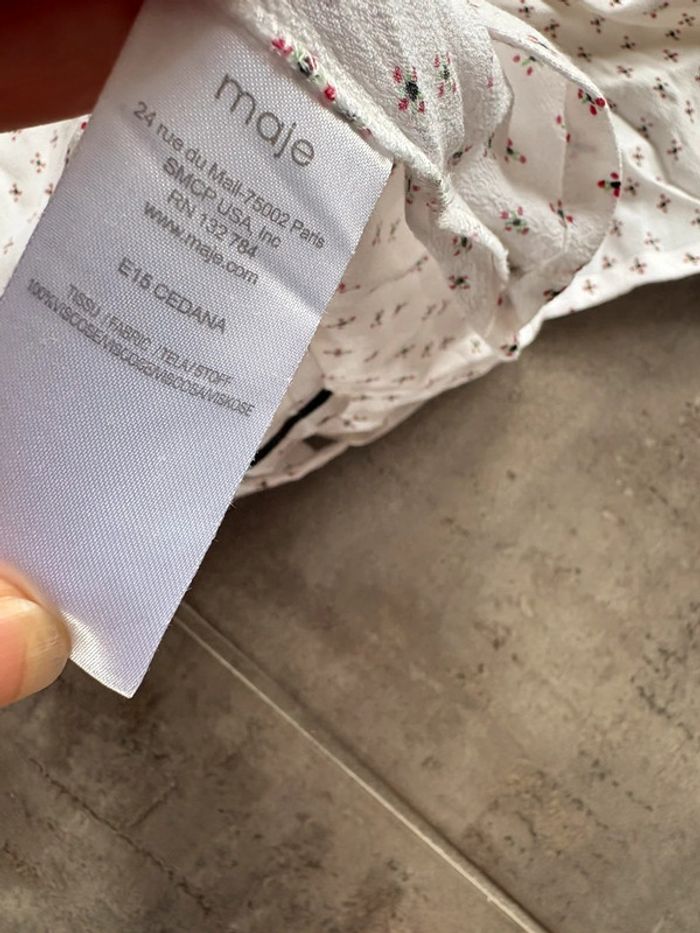 maje
24 rue du Mail-75002 Paris
SMCP USA, Inc
RN 132 784
www.maje.com
E15 CEDANA
TISSU / FABRIC / TELA / STOFF
100%VISCOSE/VISCOSE/VISCOSA/VISKOSE